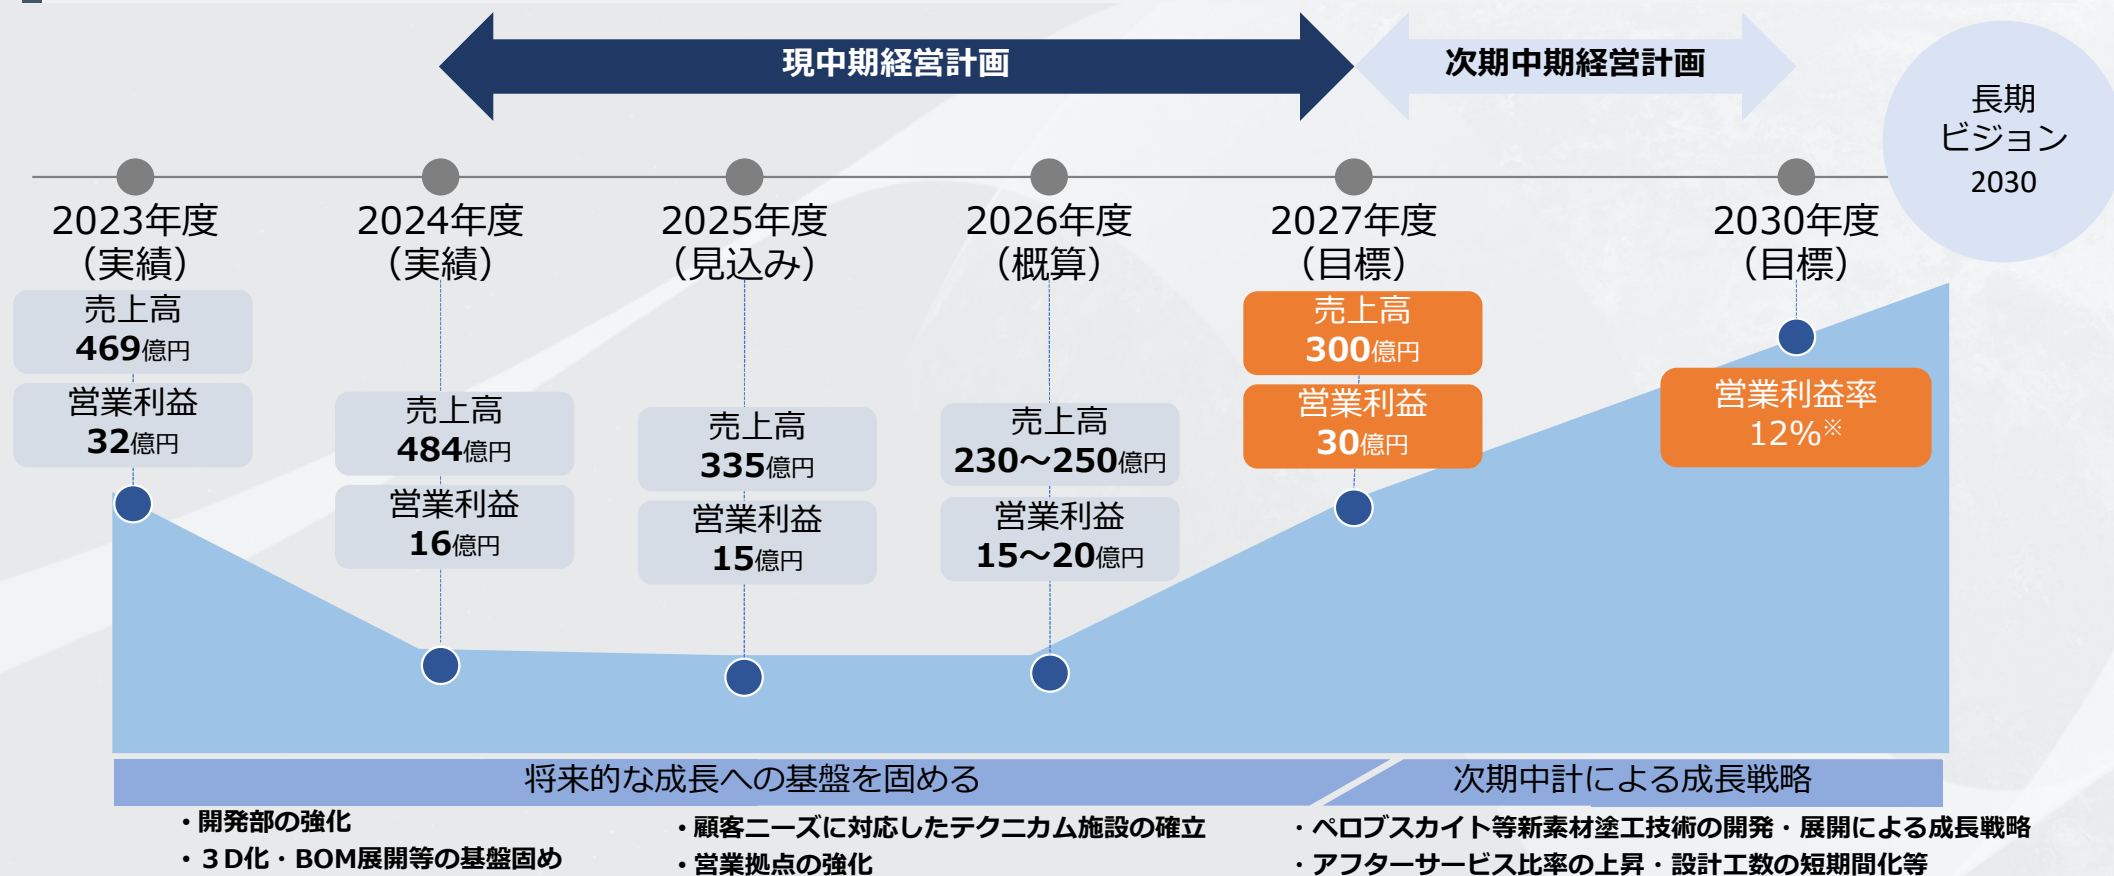 現中期経営計画
次期中期経営計画
長期
ビジョン
2030
2023年度
（実績）
2024年度
（実績）
2025年度
（見込み）
2026年度
（概算）
2027年度
（目標）
2030年度
（目標）
売上高
469億円
営業利益
32億円
売上高
484億円
営業利益
16億円
売上高
335億円
営業利益
15億円
売上高
230～250億円
営業利益
15～20億円
売上高
300億円
営業利益
30億円
営業利益率
12%※
将来的な成長への基盤を固める
次期中計による成長戦略
・開発部の強化
・３D化・BOM展開等の基盤固め
・顧客ニーズに対応したテクニカム施設の確立
・営業拠点の強化
・ペロブスカイト等新素材塗工技術の開発・展開による成長戦略
・アフターサービス比率の上昇・設計工数の短期間化等